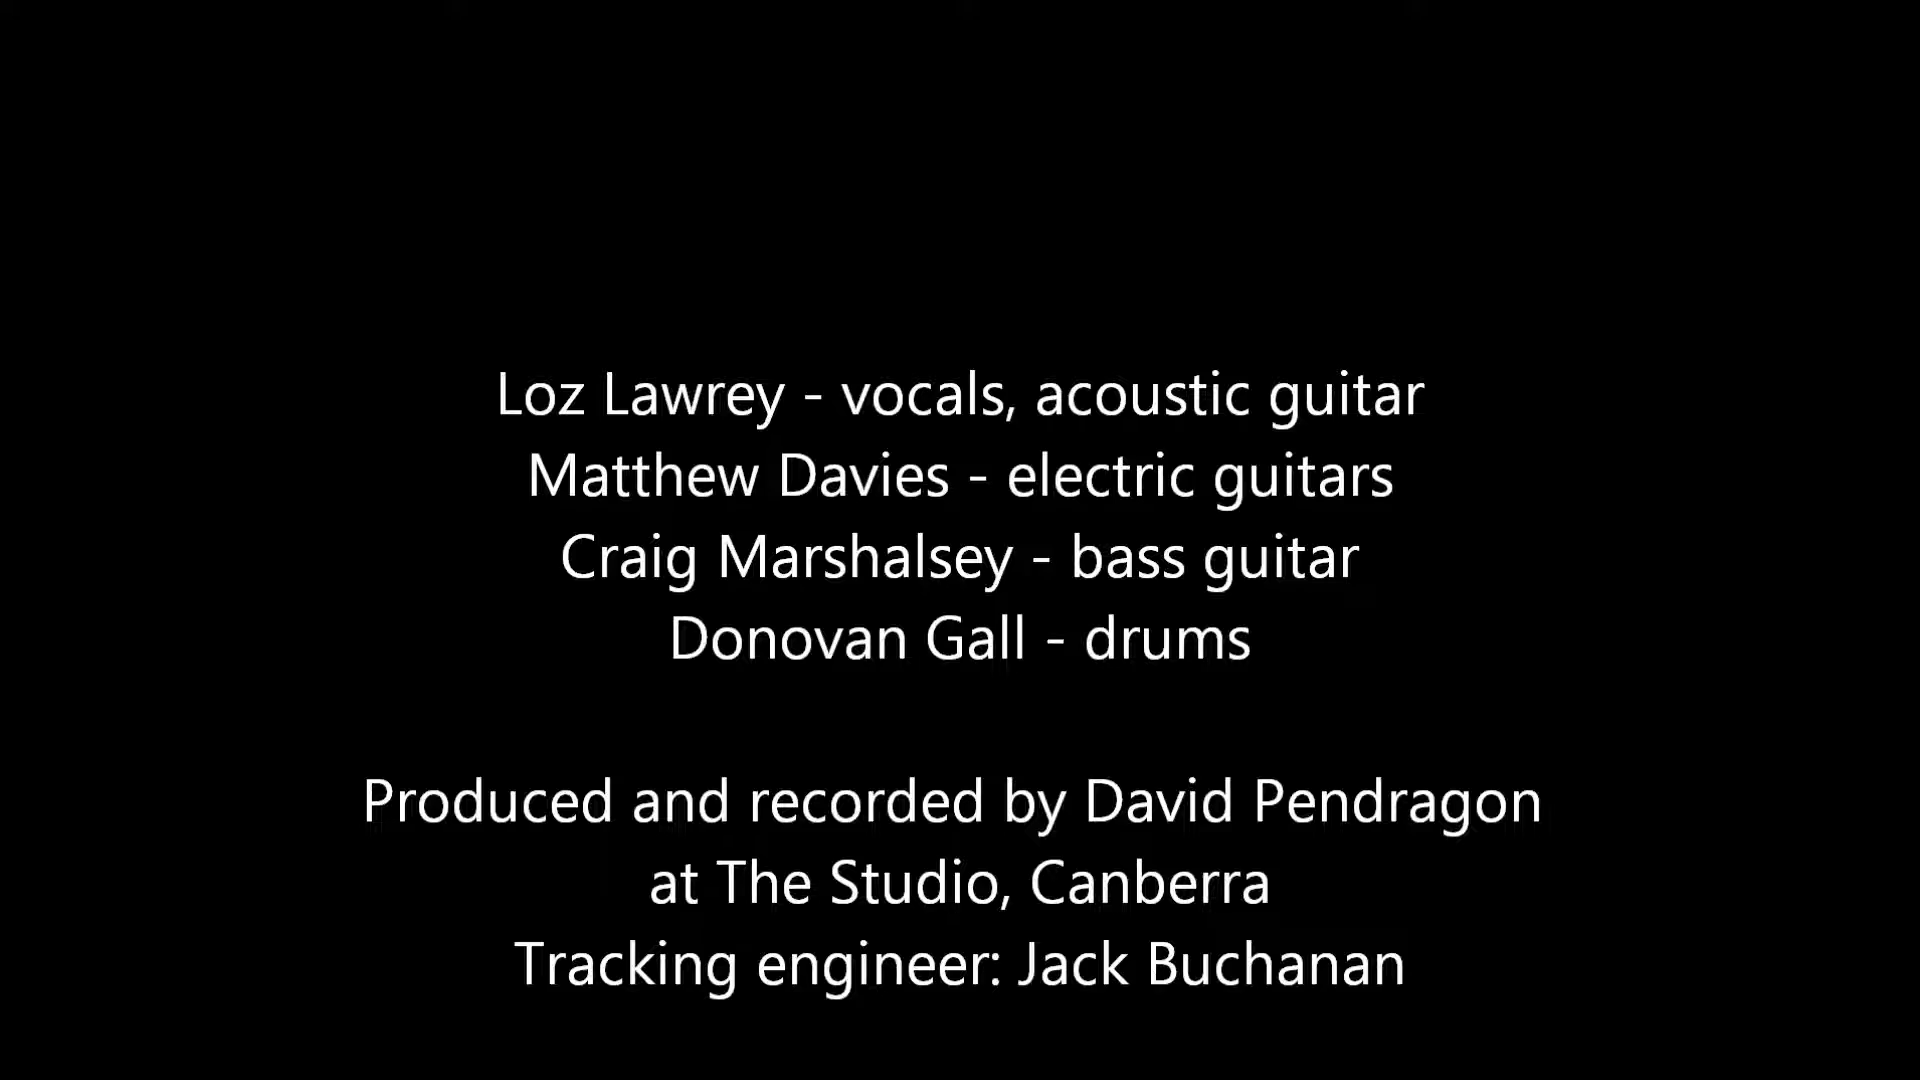 Loz Lawrey - vocals, acoustic guitar
Matthew Davies - electric guitars
Craig Marshalsey - bass guitar
Donovan Gall - drums
Produced and recorded by David Pendragon
at The Studio, Canberra
Tracking engineer: Jack Buchanan